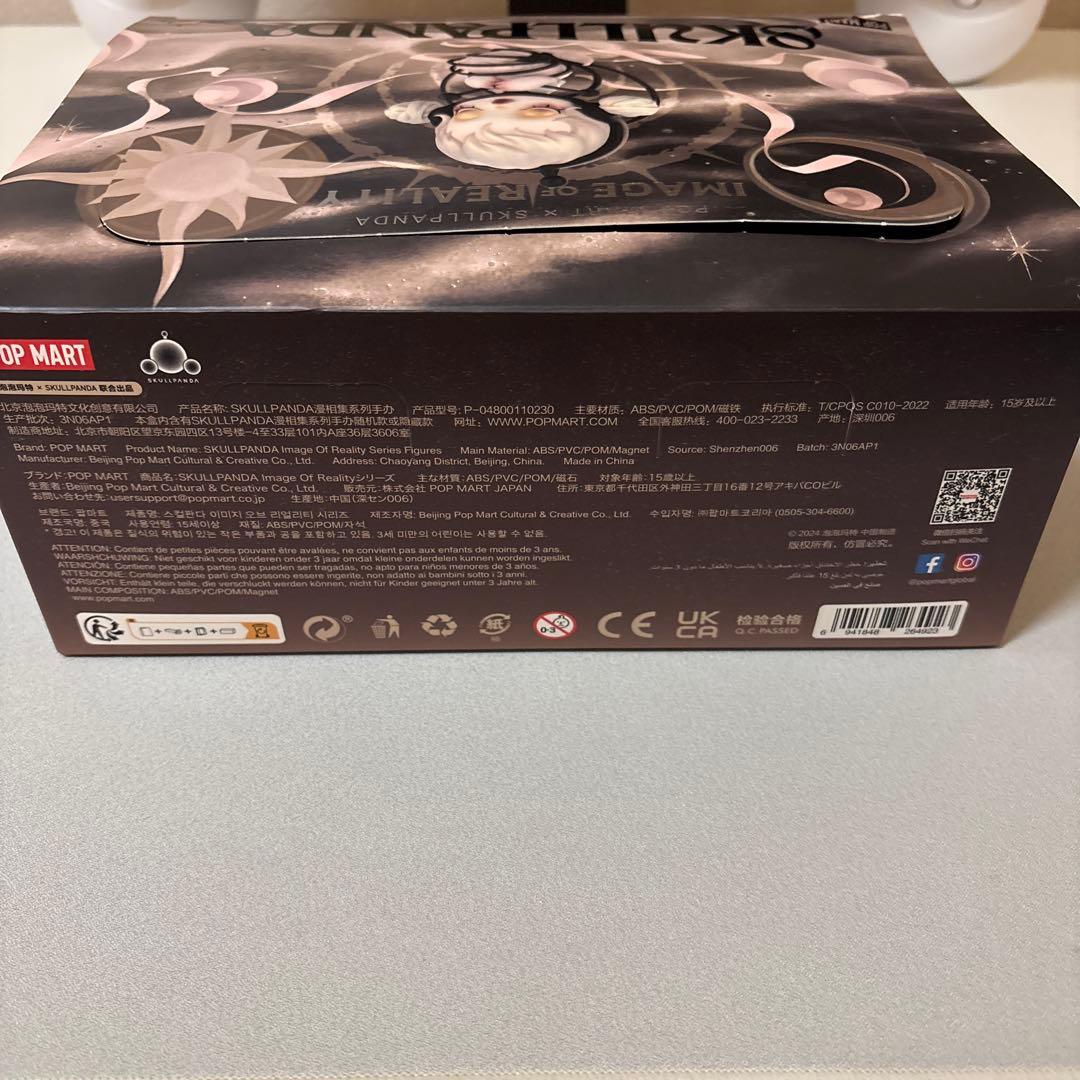 SKULLPANDA
POP MART
IMAGE OF REALITY
POP MART × SKULLPANDA
POP MART
SKULLPANDA
泡泡玛特 × SKULLPANDA 联合出品
北京泡泡玛特文化创意有限公司 产品名称: SKULLPANDA漫相集系列手办 产品型号: P-04800110230 主要材质: ABS/PVC/POM/磁铁 执行标准: T/CPQS C010-2022 适用年龄: 15岁及以上
生产批次: 3N06AP1 本盒内含有SKULLPANDA漫相集系列手办随机款或隐藏款 网址: WWW.POPMART.COM 全国客服热线: 400-023-2233 产地: 深圳006
制造商地址: 北京市朝阳区望京东园四区13号楼-4至33层101内A座36层3606室
Brand: POP MART Product Name: SKULLPANDA Image Of Reality Series Figures Main Material: ABS/PVC/POM/Magnet Source: Shenzhen006 Batch: 3N06AP1
Manufacturer: Beijing Pop Mart Cultural & Creative Co., Ltd. Address: Chaoyang District, Beijing, China. Made in China
ブランド:POP MART 商品名: SKULLPANDA Image Of Realityシリーズ 主な材質: ABS/PVC/POM/磁石 対象年齢: 15歳以上
生産者: Beijing Pop Mart Cultural & Creative Co., Ltd. 販売元: 株式会社 POP MART JAPAN 住所: 東京都千代田区外神田三丁目16番12号アキバCOビル
お問い合わせ先: usersupport@popmart.co.jp 生産地: 中国(深セン006)
브랜드: 팝마트 제품명: 스컬판다 이미지 오브 리얼리티 시리즈 제조자명: Beijing Pop Mart Cultural & Creative Co., Ltd. 수입자명: ㈜팝마트코리아 (0505-304-6600)
제조국명: 중국 사용연령: 15세이상 재질: ABS/PVC/POM/자석
* 경고! 이 제품은 질식의 위험이 있는 작은 부품과 공을 포함하고 있음. 3세 미만의 어린이는 사용할 수 없음.
ATTENTION: Contient de petites pièces pouvant être avalées, ne convient pas aux enfants de moins de 3 ans.
WAARSHCHUWING: Niet geschikt voor kinderen onder 3 jaar omdat kleine onderdelen kunnen worden ingeslikt.
ATENCIÓN: Contiene pequeñas partes que pueden ser tragadas, no apto para niños menores de 3 años.
ATTENZIONE: Contiene piccole parti che possono essere ingerite, non adatto ai bambini sotto i 3 anni.
VORSICHT: Enthält klein teile, die verschluckt werden können, nicht für Kinder geeignet unter 3 Jahre alt.
MAIN COMPOSITION: ABS/PVC/POM/Magnet
www.popmart.com
© 2024 泡泡玛特 中国制造
版权所有，仿冒必究。
微信扫码关注
Scan with WeChat
@popmartglobal
紙
箱
0-3
CE
UK
CA
检验合格
Q.C.PASSED
6 941848 264923